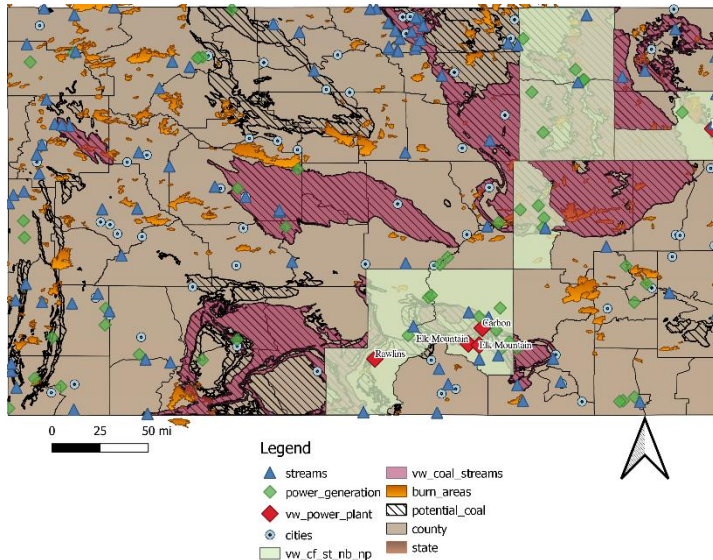 Carbon
Elk Mountain
Elk Mountain
Rawlins
0 25 50 mi
Legend
streams
power_generation
vw_power_plant
cities
vw_cf_st_nb_np
vw_coal_streams
burn_areas
potential_coal
county
state